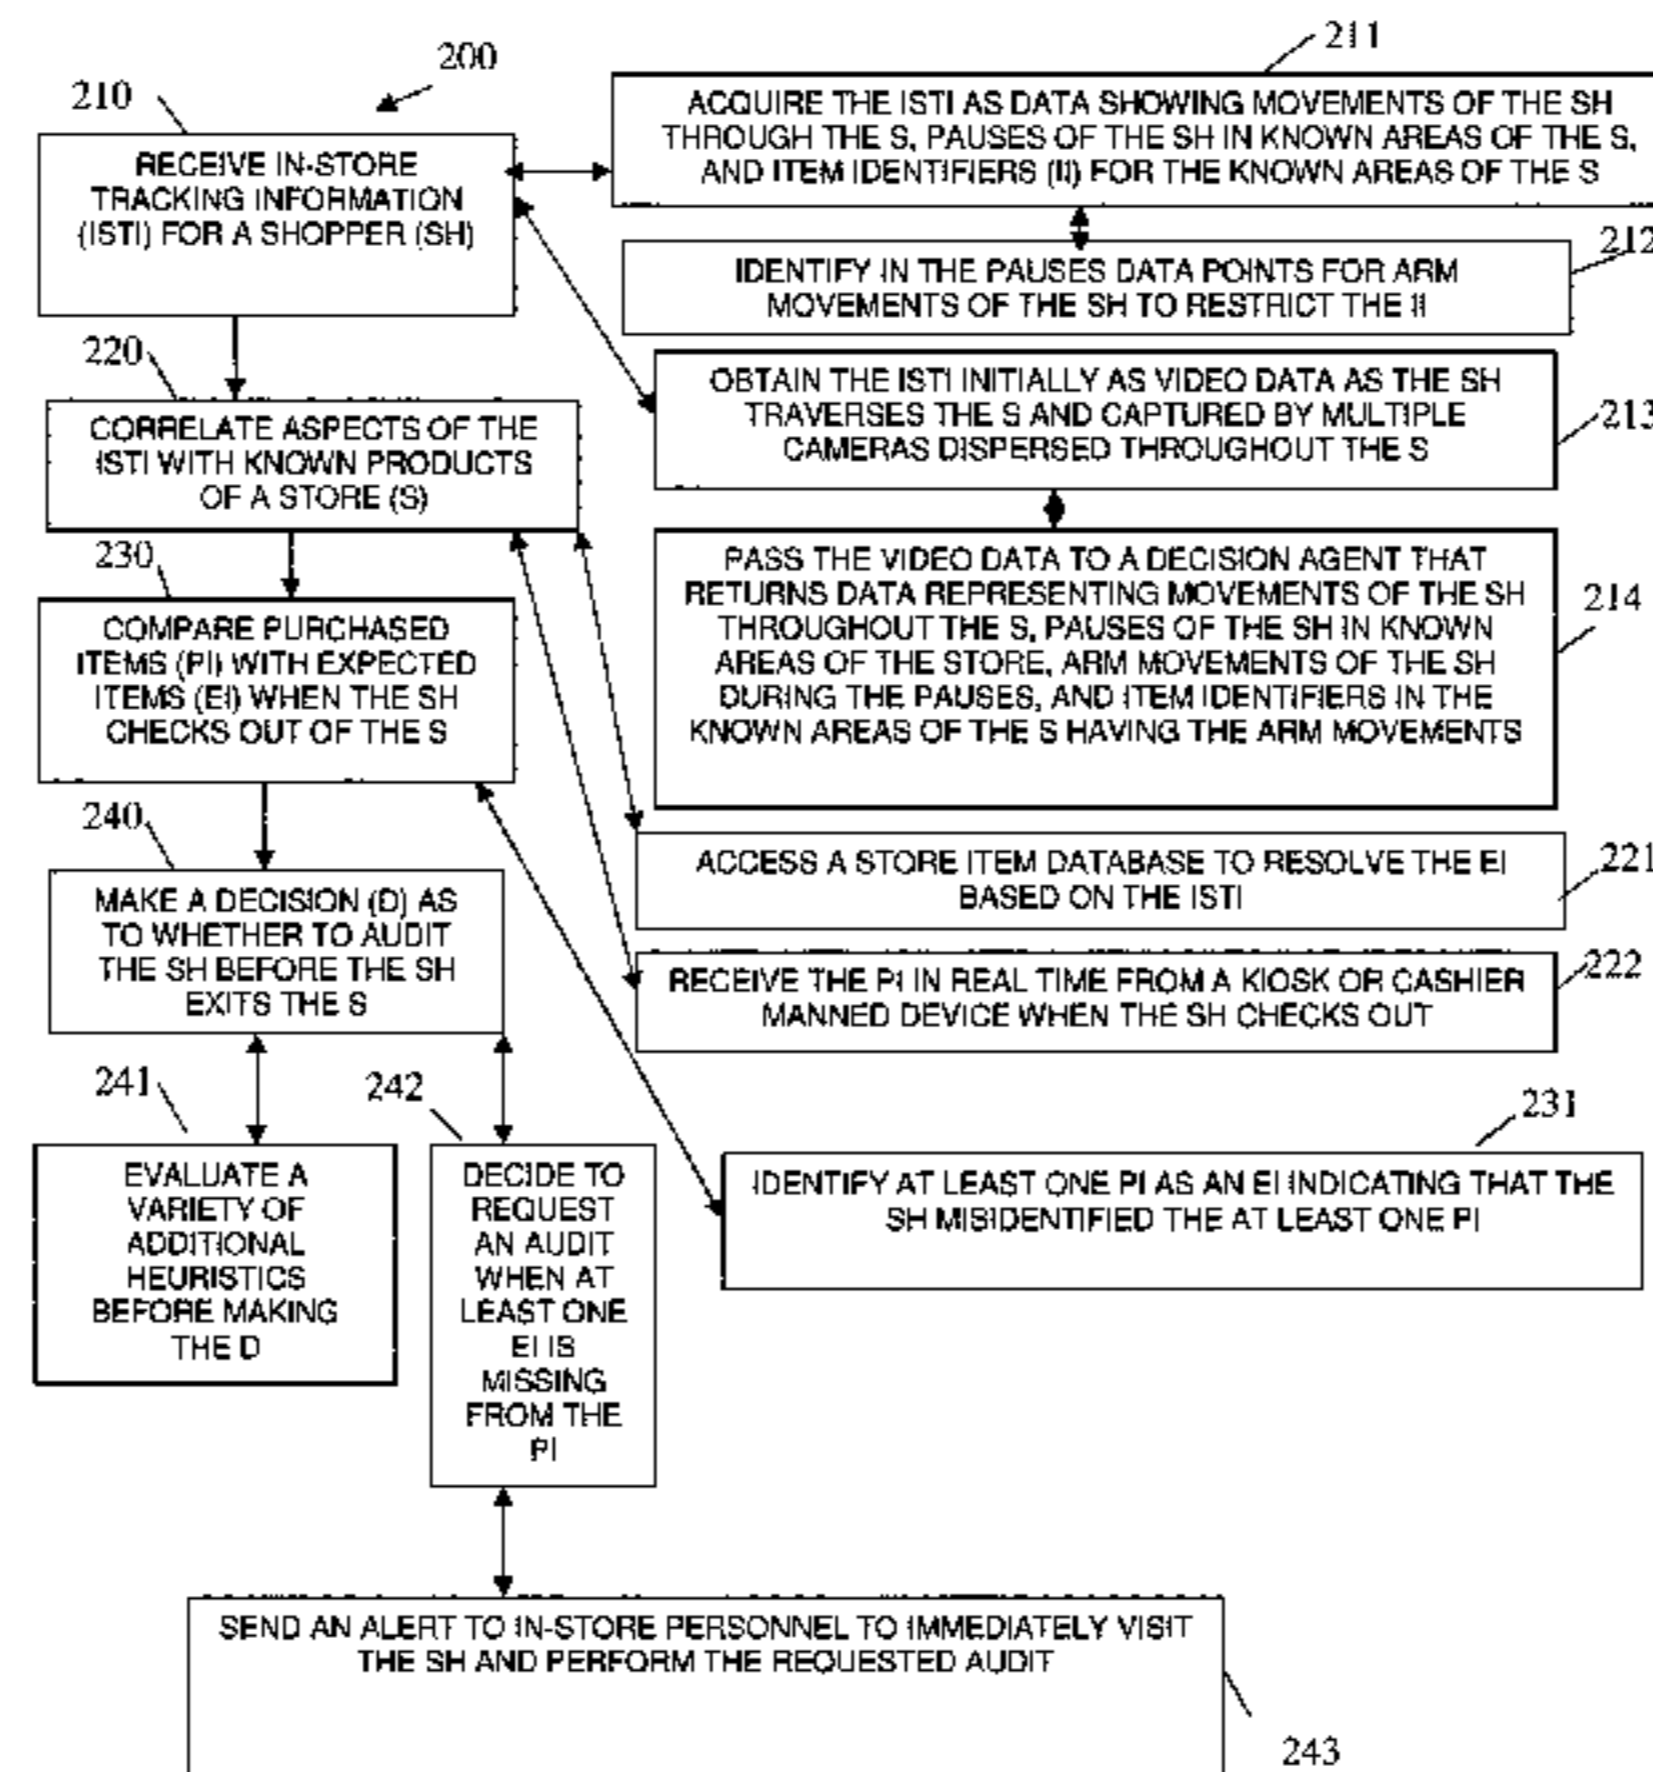 200
210
RECEIVE IN-STORE
TRACKING INFORMATION
(ISTI) FOR A SHOPPER (SH)
211
ACQUIRE THE ISTI AS DATA SHOWING MOVEMENTS OF THE SH
THROUGH THE S, PAUSES OF THE SH IN KNOWN AREAS OF THE S,
AND ITEM IDENTIFIERS (II) FOR THE KNOWN AREAS OF THE S
212
IDENTIFY IN THE PAUSES DATA POINTS FOR ARM
MOVEMENTS OF THE SH TO RESTRICT THE II
213
OBTAIN THE ISTI INITIALLY AS VIDEO DATA AS THE SH
TRAVERSES THE S AND CAPTURED BY MULTIPLE
CAMERAS DISPERSED THROUGHOUT THE S
214
PASS THE VIDEO DATA TO A DECISION AGENT THAT
RETURNS DATA REPRESENTING MOVEMENTS OF THE SH
THROUGHOUT THE S, PAUSES OF THE SH IN KNOWN
AREAS OF THE STORE, ARM MOVEMENTS OF THE SH
DURING THE PAUSES, AND ITEM IDENTIFIERS IN THE
KNOWN AREAS OF THE S HAVING THE ARM MOVEMENTS
220
CORRELATE ASPECTS OF THE
ISTI WITH KNOWN PRODUCTS
OF A STORE (S)
221
ACCESS A STORE ITEM DATABASE TO RESOLVE THE EI
BASED ON THE ISTI
222
RECEIVE THE PI IN REAL TIME FROM A KIOSK OR CASHIER
MANNED DEVICE WHEN THE SH CHECKS OUT
230
COMPARE PURCHASED
ITEMS (PI) WITH EXPECTED
ITEMS (EI) WHEN THE SH
CHECKS OUT OF THE S
231
IDENTIFY AT LEAST ONE PI AS AN EI INDICATING THAT THE
SH MISIDENTIFIED THE AT LEAST ONE PI
240
MAKE A DECISION (D) AS
TO WHETHER TO AUDIT
THE SH BEFORE THE SH
EXITS THE S
241
EVALUATE A
VARIETY OF
ADDITIONAL
HEURISTICS
BEFORE MAKING
THE D
242
DECIDE TO
REQUEST
AN AUDIT
WHEN AT
LEAST ONE
EI IS
MISSING
FROM THE
PI
243
SEND AN ALERT TO IN-STORE PERSONNEL TO IMMEDIATELY VISIT
THE SH AND PERFORM THE REQUESTED AUDIT